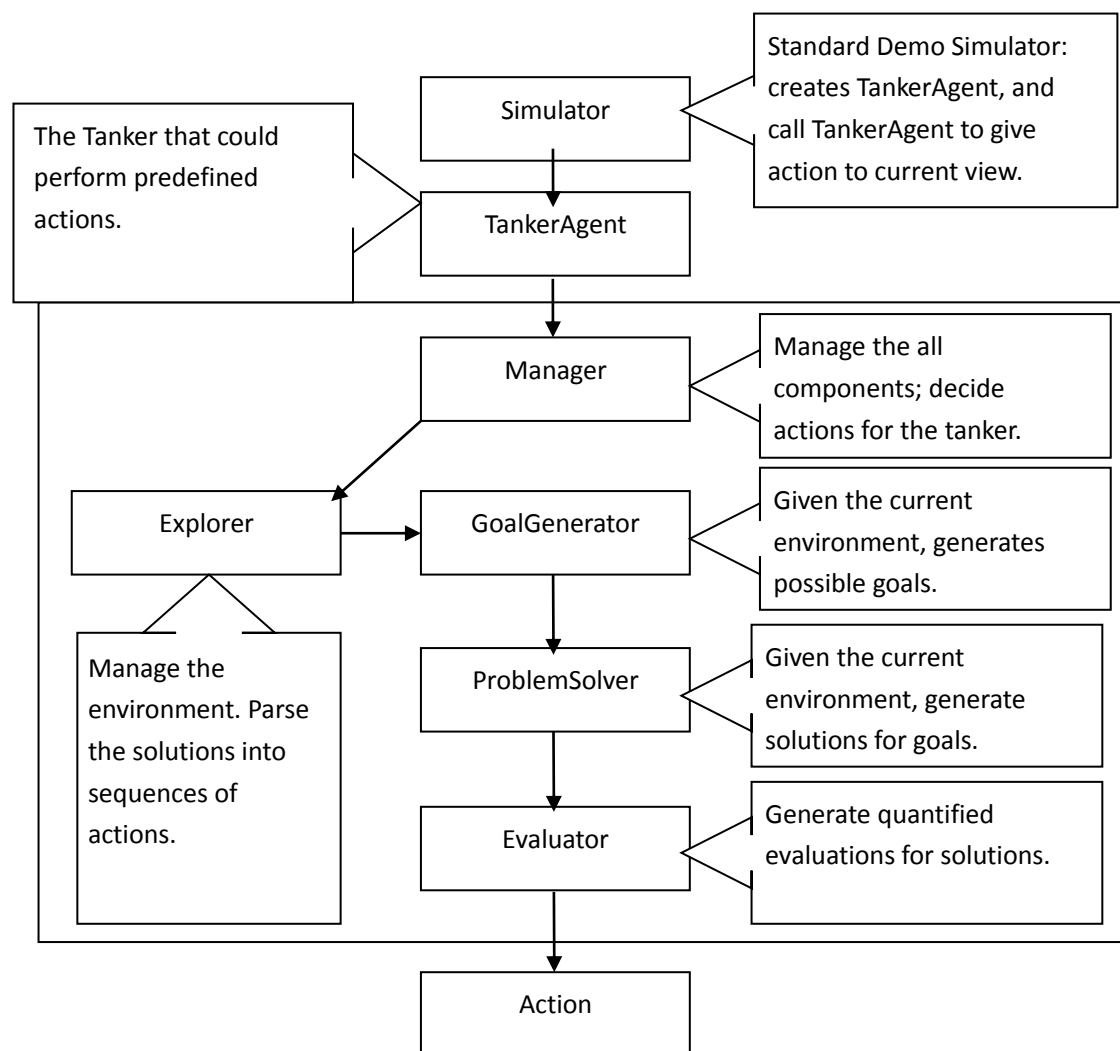 Standard Demo Simulator:
creates TankerAgent, and
call TankerAgent to give
action to current view.
Simulator
The Tanker that could
perform predefined
actions.
TankerAgent
Manager
Manage the all
components; decide
actions for the tanker.
Explorer
GoalGenerator
Given the current
environment, generates
possible goals.
Manage the
environment. Parse
the solutions into
sequences of
actions.
ProblemSolver
Given the current
environment, generate
solutions for goals.
Evaluator
Generate quantified
evaluations for solutions.
Action